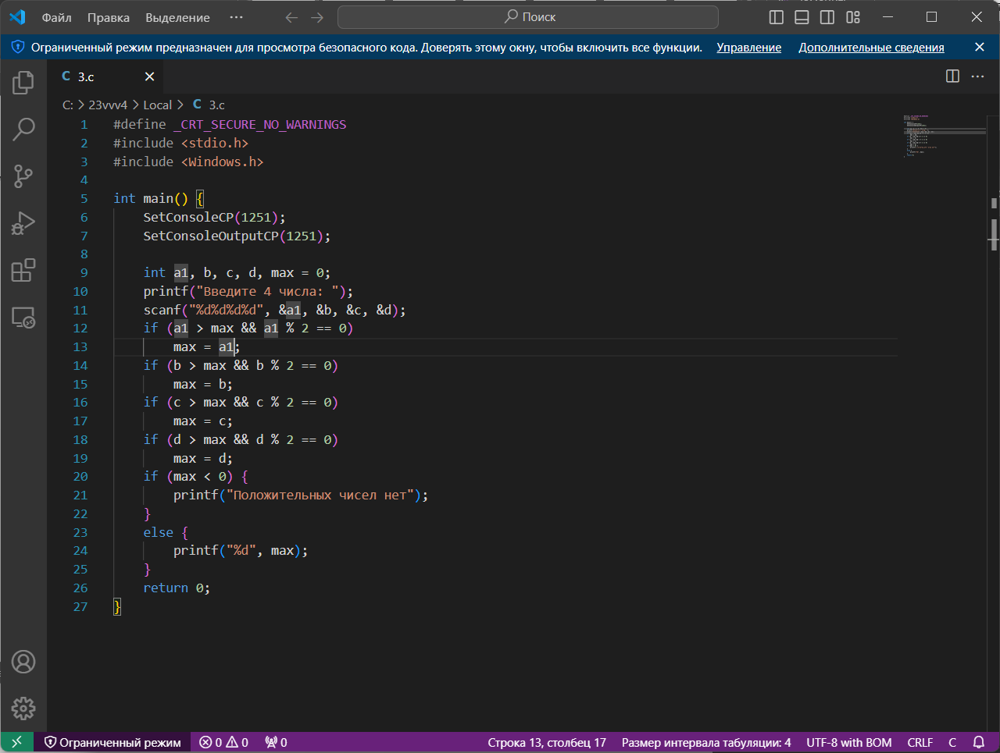 Файл Правка Выделение ··· Поиск
Ограниченный режим предназначен для просмотра безопасного кода. Доверять этому окну, чтобы включить все функции. Управление Дополнительные сведения
C 3.c
C: > 23vvv4 > Local > C 3.c
1 #define _CRT_SECURE_NO_WARNINGS
2 #include <stdio.h>
3 #include <Windows.h>
4
5 int main() {
6 SetConsoleCP(1251);
7 SetConsoleOutputCP(1251);
8
9 int a1, b, c, d, max = 0;
10 printf("Введите 4 числа: ");
11 scanf("%d%d%d%d", &a1, &b, &c, &d);
12 if (a1 > max && a1 % 2 == 0)
13 max = a1;
14 if (b > max && b % 2 == 0)
15 max = b;
16 if (c > max && c % 2 == 0)
17 max = c;
18 if (d > max && d % 2 == 0)
19 max = d;
20 if (max < 0) {
21 printf("Положительных чисел нет");
22 }
23 else {
24 printf("%d", max);
25 }
26 return 0;
27 }
Ограниченный режим 0 0 0 Строка 13, столбец 17 Размер интервала табуляции: 4 UTF-8 with BOM CRLF C